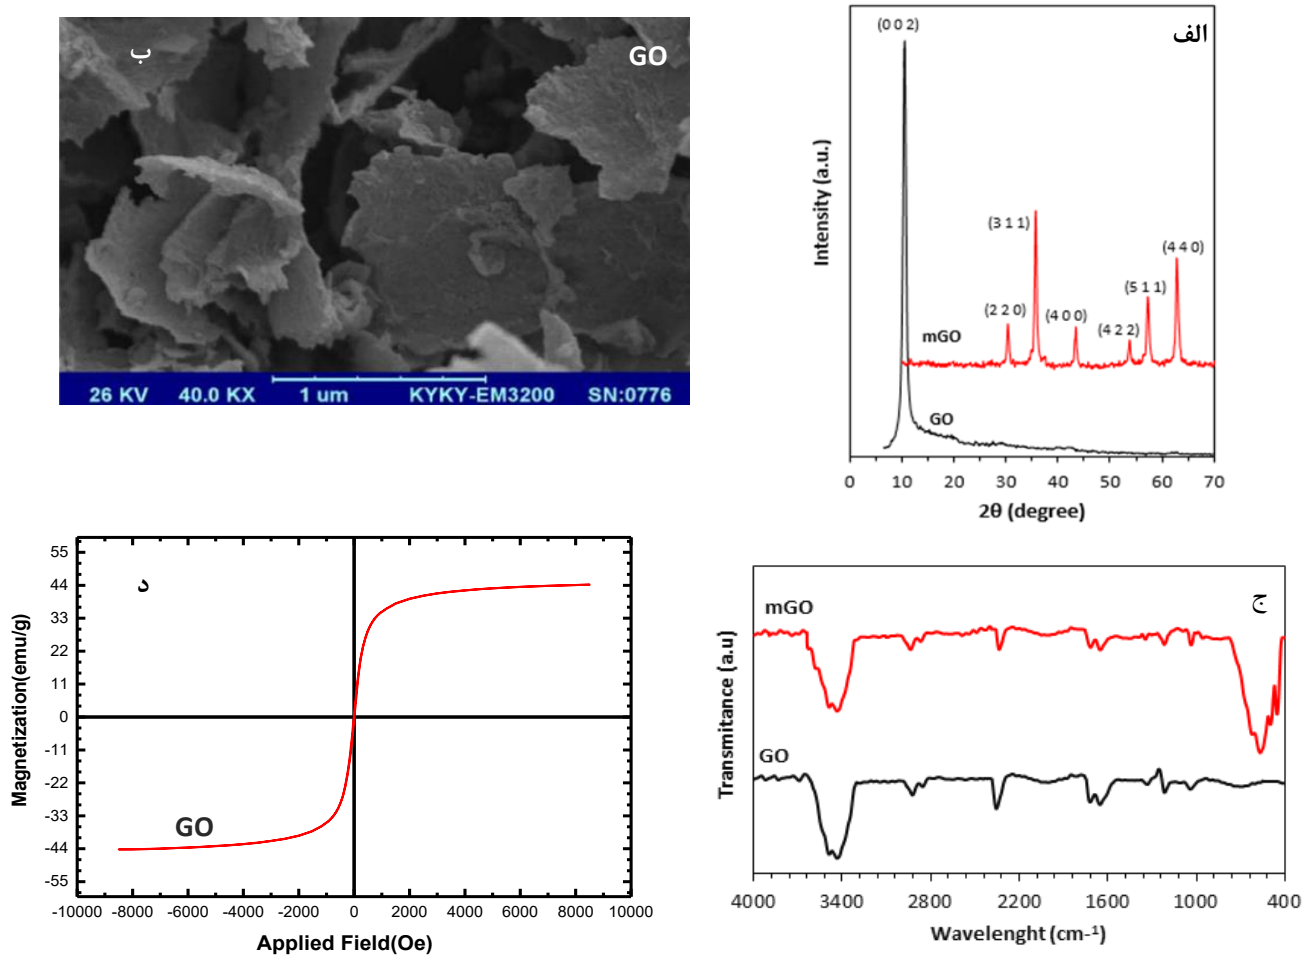 ب
GO
26 KV 40.0 KX 1 um KYKY-EM3200 SN:0776
الف
(0 0 2)
(3 1 1)
(4 4 0)
(5 1 1)
(2 2 0)
(4 0 0)
(4 2 2)
mGO
GO
Intensity (a.u.)
0 10 20 30 40 50 60 70
2θ (degree)
د
55
44
33
22
11
0
-11
-22
-33
-44
-55
GO
Magnetization(emu/g)
-10000 -8000 -6000 -4000 -2000 0 2000 4000 6000 8000 10000
Applied Field(Oe)
ج
mGO
GO
Transmitance (a.u)
4000 3400 2800 2200 1600 1000 400
Wavelenght (cm-¹)